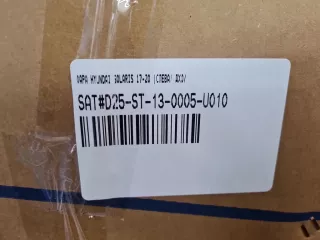 ФАРА HYUNDAI SOLARIS 17-20 (СЛЕВА)
SAT#D25-ST-13-0005-U010